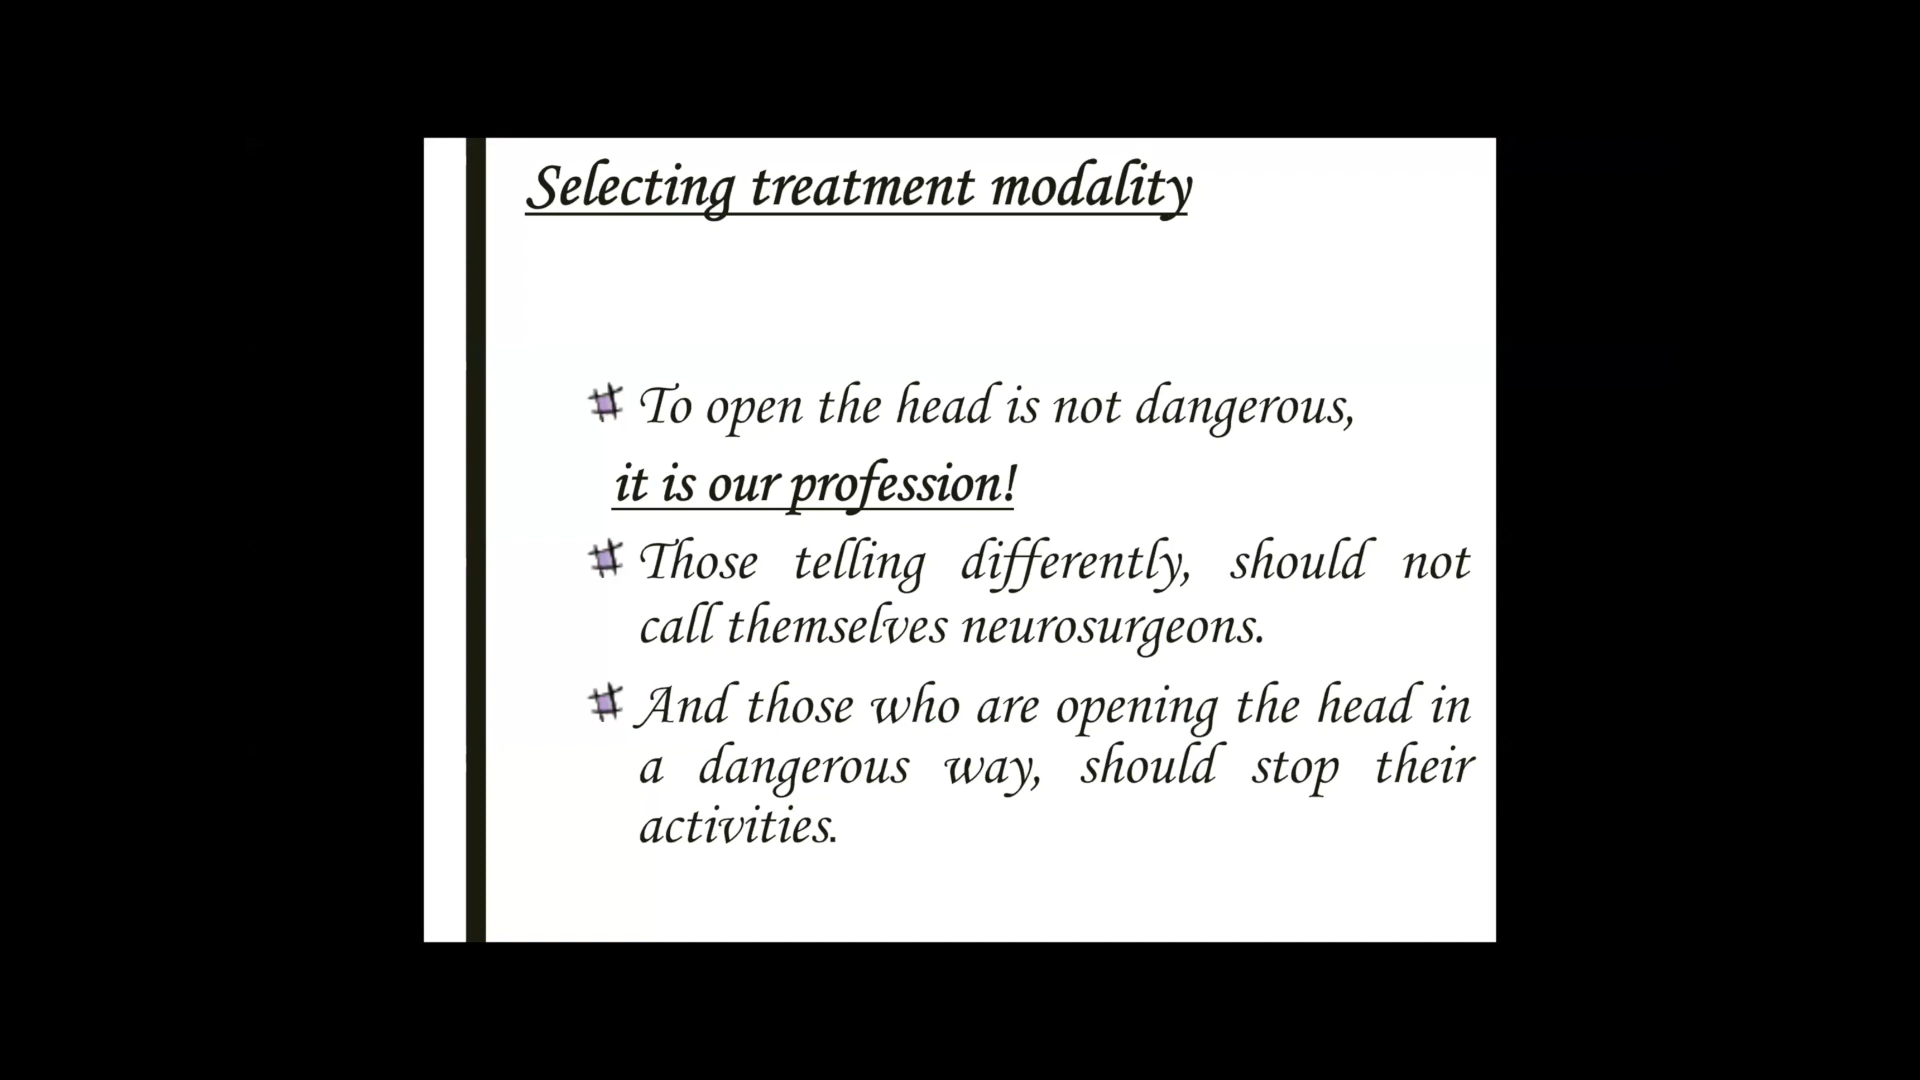 Selecting treatment modality
To open the head is not dangerous,
it is our profession!
Those telling differently, should not
call themselves neurosurgeons.
And those who are opening the head in
a dangerous way, should stop their
activities.